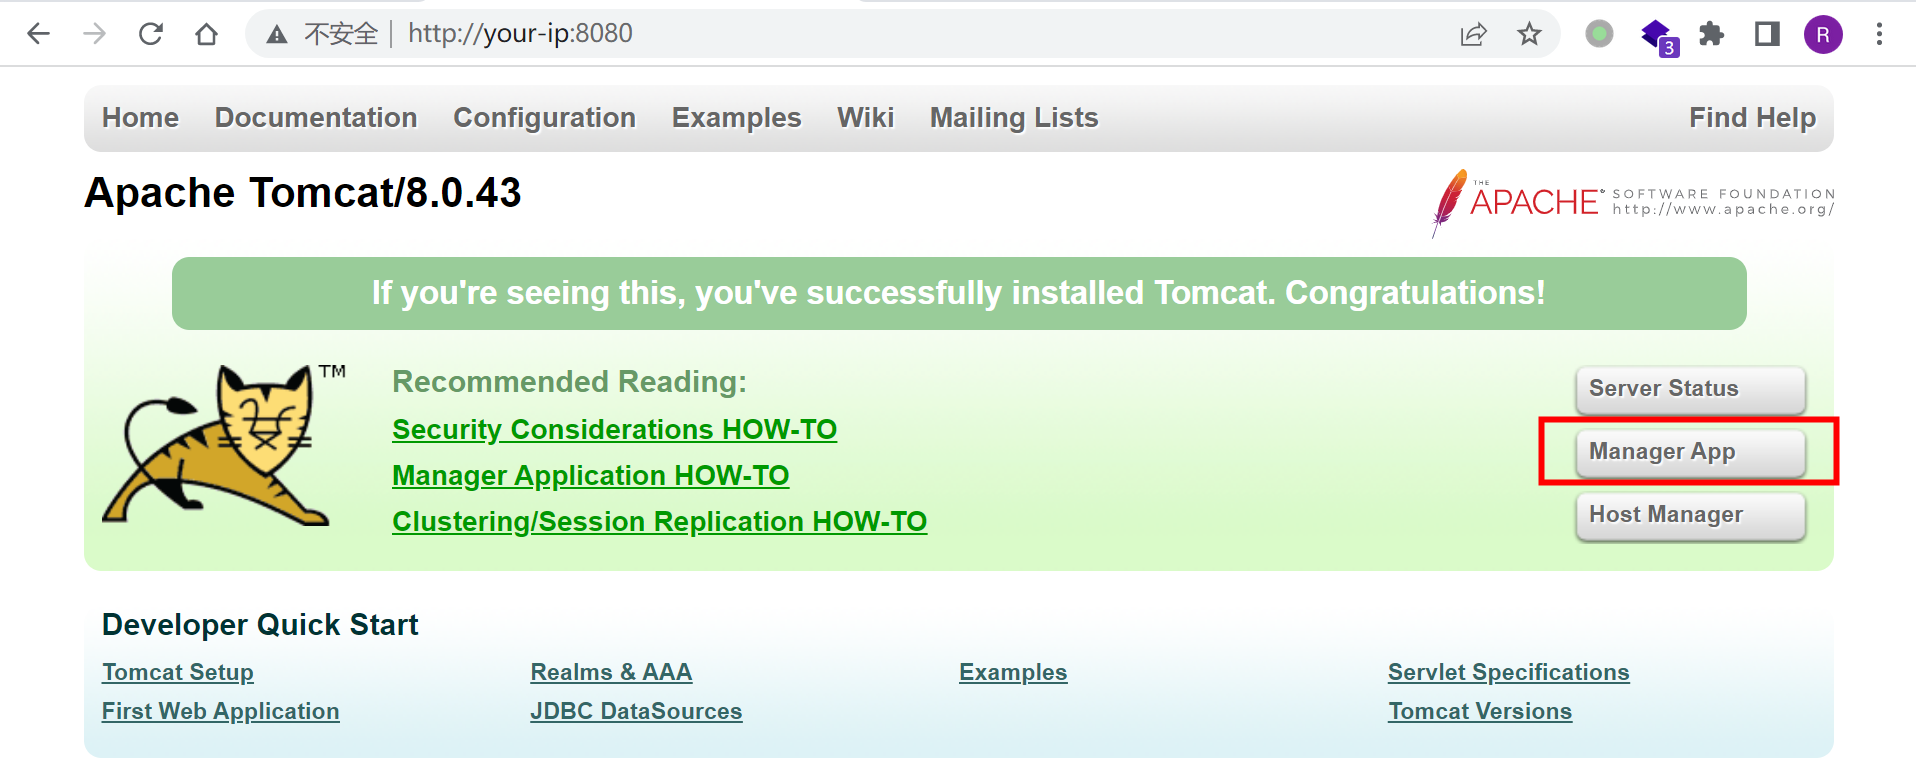 不安全 http://your-ip:8080
3
R
Home Documentation Configuration Examples Wiki Mailing Lists Find Help
Apache Tomcat/8.0.43
THE
APACHE® SOFTWARE FOUNDATION
http://www.apache.org/
If you're seeing this, you've successfully installed Tomcat. Congratulations!
TM
Recommended Reading:
Security Considerations HOW-TO
Manager Application HOW-TO
Clustering/Session Replication HOW-TO
Server Status
Manager App
Host Manager
Developer Quick Start
Tomcat Setup Realms & AAA Examples Servlet Specifications
First Web Application JDBC DataSources Tomcat Versions